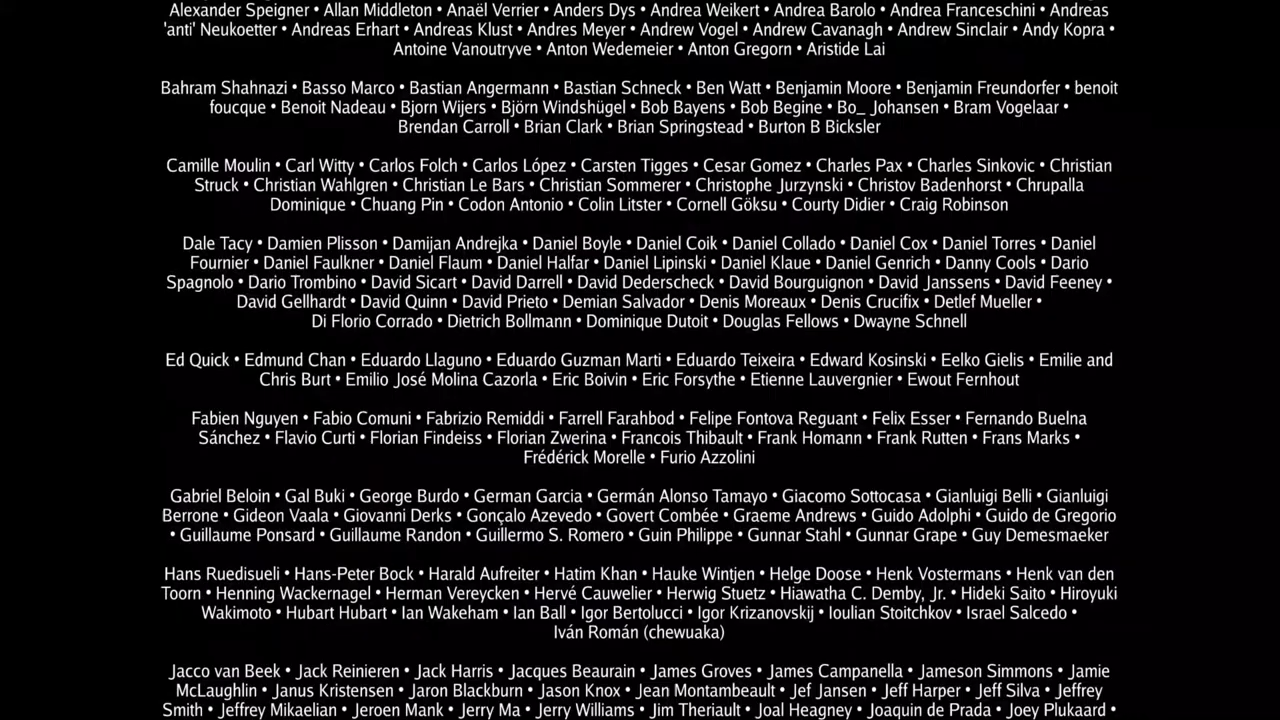 Alexander Speigner • Allan Middleton • Anaël Verrier • Anders Dys • Andrea Weikert • Andrea Barolo • Andrea Franceschini • Andreas
'anti' Neukoetter • Andreas Erhart • Andreas Klust • Andres Meyer • Andrew Vogel • Andrew Cavanagh • Andrew Sinclair • Andy Kopra •
Antoine Vanoutryve • Anton Wedemeier • Anton Gregorn • Aristide Lai
Bahram Shahnazi • Basso Marco • Bastian Angermann • Bastian Schneck • Ben Watt • Benjamin Moore • Benjamin Freundorfer • benoit
foucque • Benoit Nadeau • Bjorn Wijers • Björn Windshügel • Bob Bayens • Bob Begine • Bo_ Johansen • Bram Vogelaar •
Brendan Carroll • Brian Clark • Brian Springstead • Burton B Bicksler
Camille Moulin • Carl Witty • Carlos Folch • Carlos López • Carsten Tigges • Cesar Gomez • Charles Pax • Charles Sinkovic • Christian
Struck • Christian Wahlgren • Christian Le Bars • Christian Sommerer • Christophe Jurzynski • Christov Badenhorst • Chrupalla
Dominique • Chuang Pin • Codon Antonio • Colin Litster • Cornell Göksu • Courty Didier • Craig Robinson
Dale Tacy • Damien Plisson • Damijan Andrejka • Daniel Boyle • Daniel Coik • Daniel Collado • Daniel Cox • Daniel Torres • Daniel
Fournier • Daniel Faulkner • Daniel Flaum • Daniel Halfar • Daniel Lipinski • Daniel Klaue • Daniel Genrich • Danny Cools • Dario
Spagnolo • Dario Trombino • David Sicart • David Darrell • David Dederscheck • David Bourguignon • David Janssens • David Feeney •
David Gellhardt • David Quinn • David Prieto • Demian Salvador • Denis Moreaux • Denis Crucifix • Detlef Mueller •
Di Florio Corrado • Dietrich Bollmann • Dominique Dutoit • Douglas Fellows • Dwayne Schnell
Ed Quick • Edmund Chan • Eduardo Llaguno • Eduardo Guzman Marti • Eduardo Teixeira • Edward Kosinski • Eelko Gielis • Emilie and
Chris Burt • Emilio José Molina Cazorla • Eric Boivin • Eric Forsythe • Etienne Lauvergnier • Ewout Fernhout
Fabien Nguyen • Fabio Comuni • Fabrizio Remiddi • Farrell Farahbod • Felipe Fontova Reguant • Felix Esser • Fernando Buelna
Sánchez • Flavio Curti • Florian Findeiss • Florian Zwerina • Francois Thibault • Frank Homann • Frank Rutten • Frans Marks •
Frédérick Morelle • Furio Azzolini
Gabriel Beloin • Gal Buki • George Burdo • German Garcia • Germán Alonso Tamayo • Giacomo Sottocasa • Gianluigi Belli • Gianluigi
Berrone • Gideon Vaala • Giovanni Derks • Gonçalo Azevedo • Govert Combée • Graeme Andrews • Guido Adolphi • Guido de Gregorio
• Guillaume Ponsard • Guillaume Randon • Guillermo S. Romero • Guin Philippe • Gunnar Stahl • Gunnar Grape • Guy Demesmaeker
Hans Ruedisueli • Hans-Peter Bock • Harald Aufreiter • Hatim Khan • Hauke Wintjen • Helge Doose • Henk Vostermans • Henk van den
Toorn • Henning Wackernagel • Herman Vereycken • Hervé Cauwelier • Herwig Stuetz • Hiawatha C. Demby, Jr. • Hideki Saito • Hiroyuki
Wakimoto • Hubart Hubart • Ian Wakeham • Ian Ball • Igor Bertolucci • Igor Krizanovskij • Ioulian Stoitchkov • Israel Salcedo •
Iván Román (chewuaka)
Jacco van Beek • Jack Reinieren • Jack Harris • Jacques Beaurain • James Groves • James Campanella • Jameson Simmons • Jamie
McLaughlin • Janus Kristensen • Jaron Blackburn • Jason Knox • Jean Montambeault • Jef Jansen • Jeff Harper • Jeff Silva • Jeffrey
Smith • Jeffrey Mikaelian • Jeroen Mank • Jerry Ma • Jerry Williams • Jim Theriault • Joal Heagney • Joaquin de Prada • Joey Plukaard •